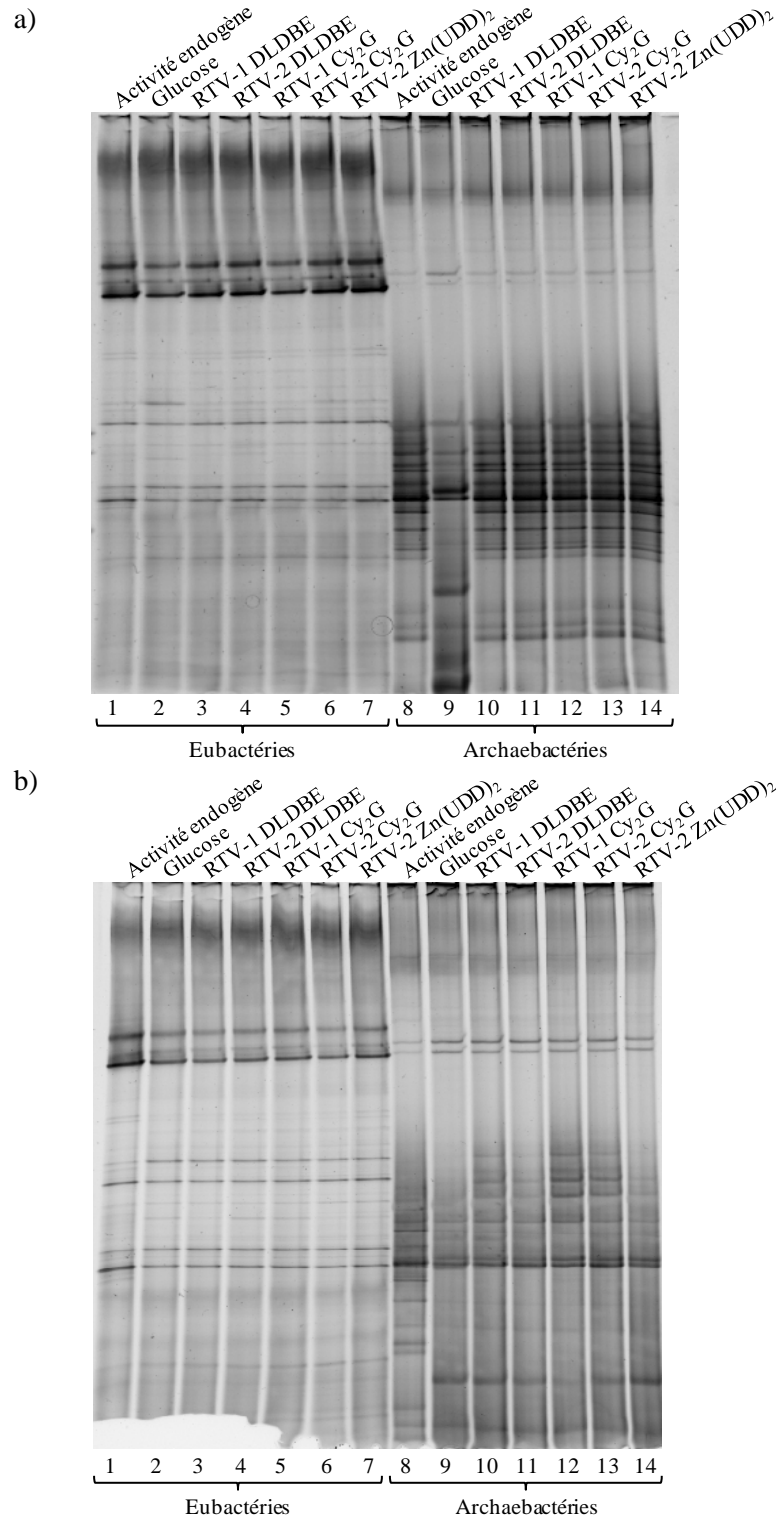 a)
Activité endogène
Glucose
RTV-1 DLDBE
RTV-2 DLDBE
RTV-1 Cy₂G
RTV-2 Cy₂G
RTV-2 Zn(UDD)₂
Activité endogène
Glucose
RTV-1 DLDBE
RTV-2 DLDBE
RTV-1 Cy₂G
RTV-2 Cy₂G
RTV-2 Zn(UDD)₂
1 2 3 4 5 6 7 8 9 10 11 12 13 14
Eubactéries Archaebactéries
b)
Activité endogène
Glucose
RTV-1 DLDBE
RTV-2 DLDBE
RTV-1 Cy₂G
RTV-2 Cy₂G
RTV-2 Zn(UDD)₂
Activité endogène
Glucose
RTV-1 DLDBE
RTV-2 DLDBE
RTV-1 Cy₂G
RTV-2 Cy₂G
RTV-2 Zn(UDD)₂
1 2 3 4 5 6 7 8 9 10 11 12 13 14
Eubactéries Archaebactéries